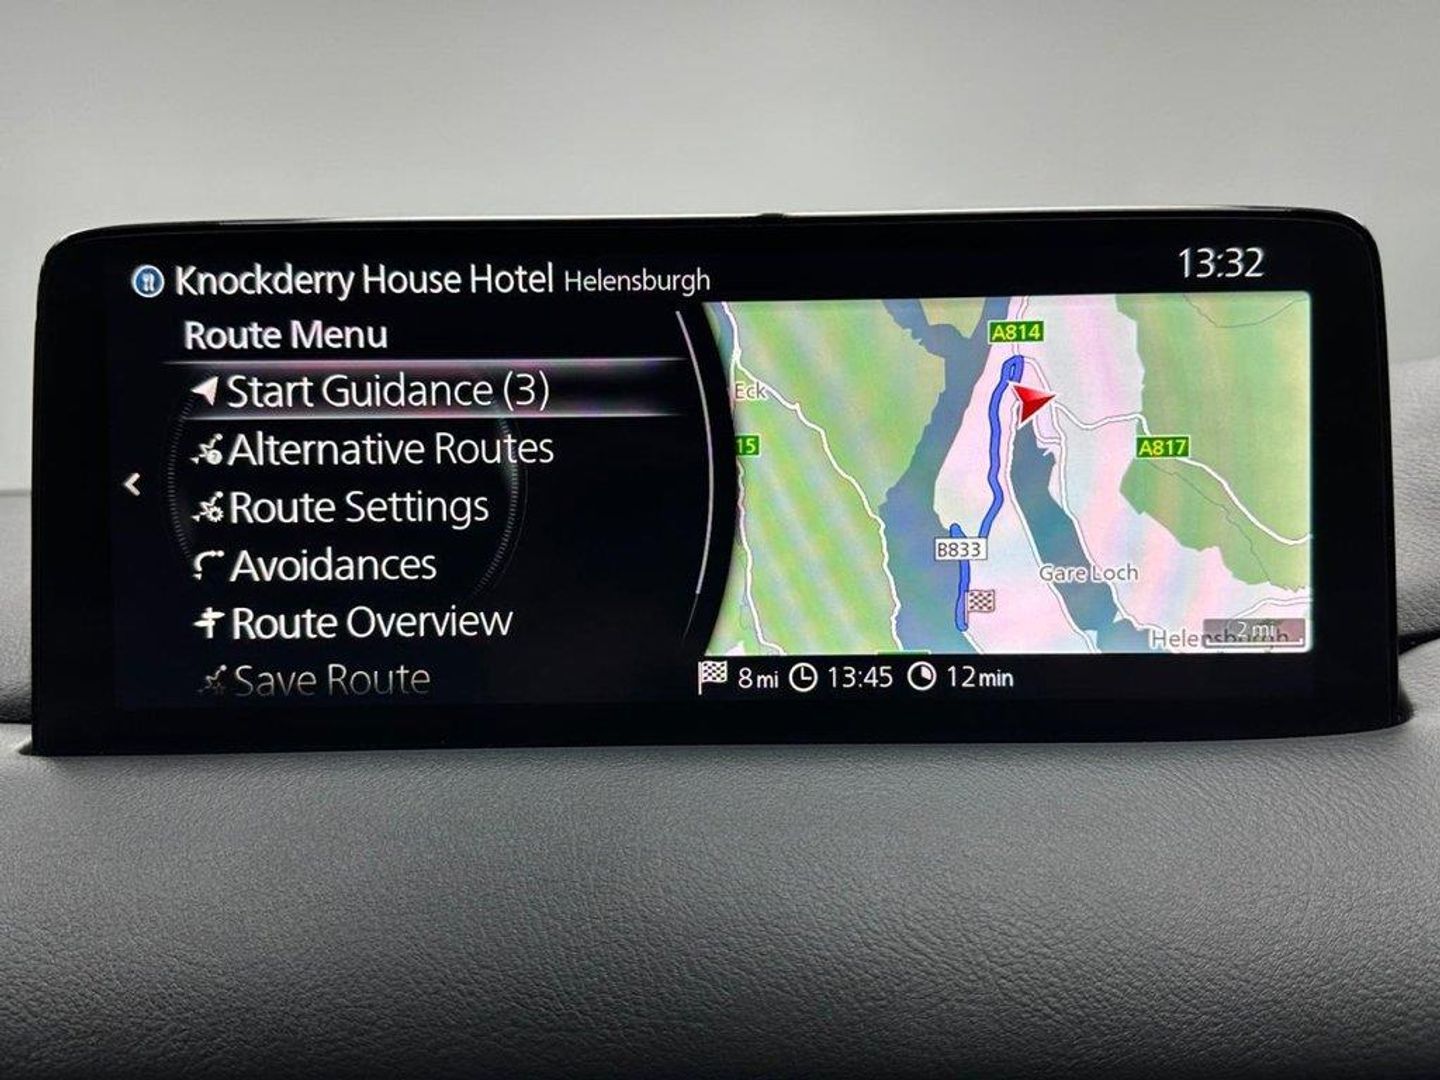 Knockderry House Hotel Helensburgh
13:32
Route Menu
Start Guidance (3)
Alternative Routes
Route Settings
Avoidances
Route Overview
Save Route
A814
Eck
15
A817
B833
Gare Loch
Helensburgh
2 mi
8 mi 13:45 12 min